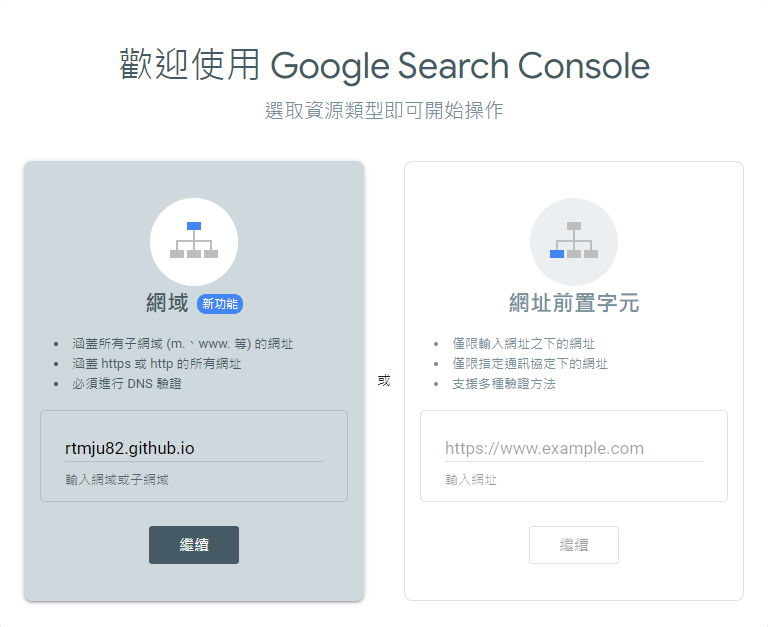 歡迎使用 Google Search Console
選取資源類型即可開始操作
網域 新功能
涵蓋所有子網域 (m.、www. 等) 的網址
涵蓋 https 或 http 的所有網址
必須進行 DNS 驗證
rtmju82.github.io
輸入網域或子網域
繼續
或
網址前置字元
僅限輸入網址之下的網址
僅限指定通訊協定下的網址
支援多種驗證方法
https://www.example.com
輸入網址
繼續